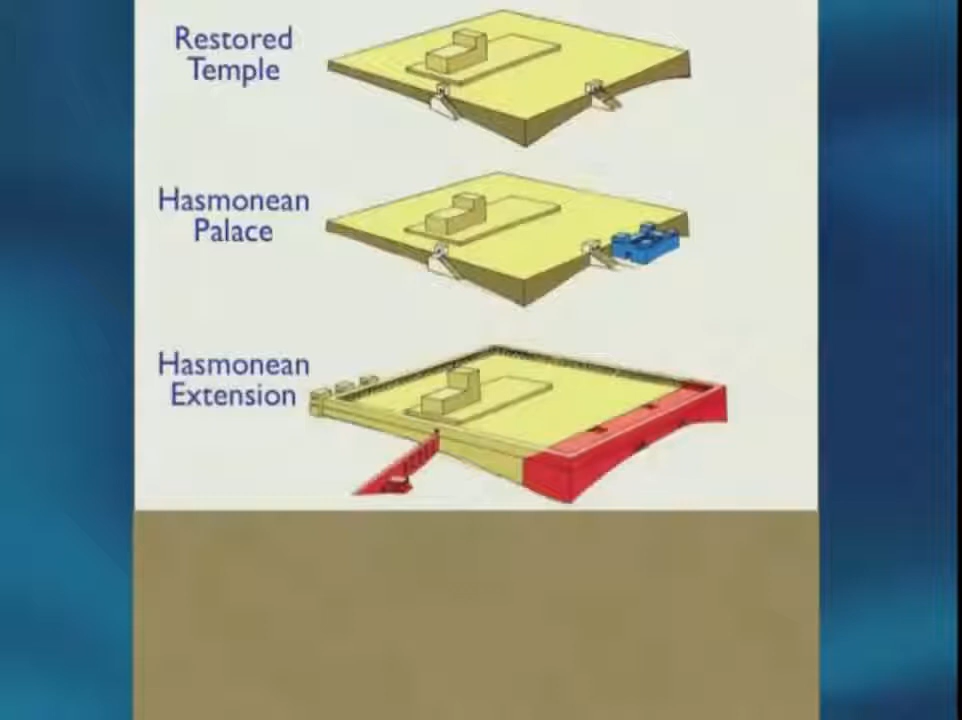 Restored
Temple
Hasmonean
Palace
Hasmonean
Extension